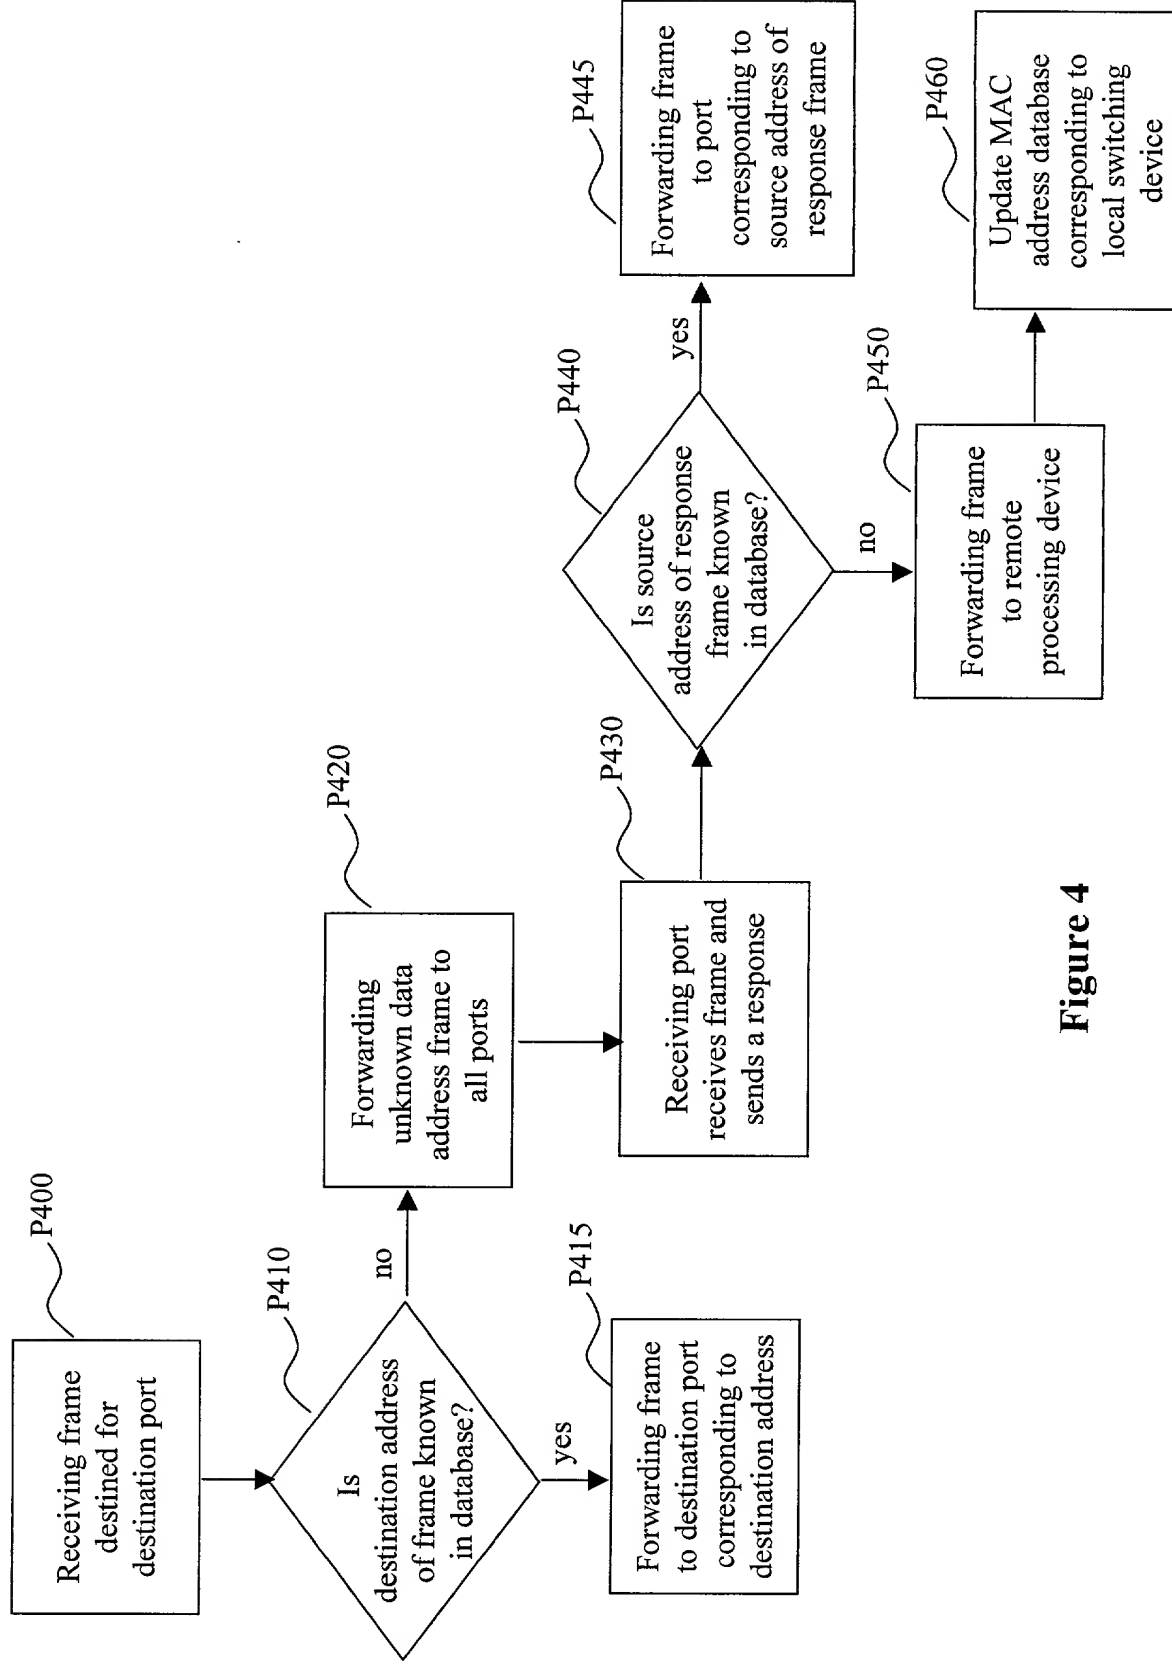 P400
Receiving frame
destined for
destination port
P410
Is
destination address
of frame known
in database?
no
yes
P415
Forwarding frame
to destination port
corresponding to
destination address
P420
Forwarding
unknown data
address frame to
all ports
P430
Receiving port
receives frame and
sends a response
P440
Is source
address of response
frame known
in database?
yes
no
P445
Forwarding frame
to port
corresponding to
source address of
response frame
P450
Forwarding frame
to remote
processing device
P460
Update MAC
address database
corresponding to
local switching
device
Figure 4